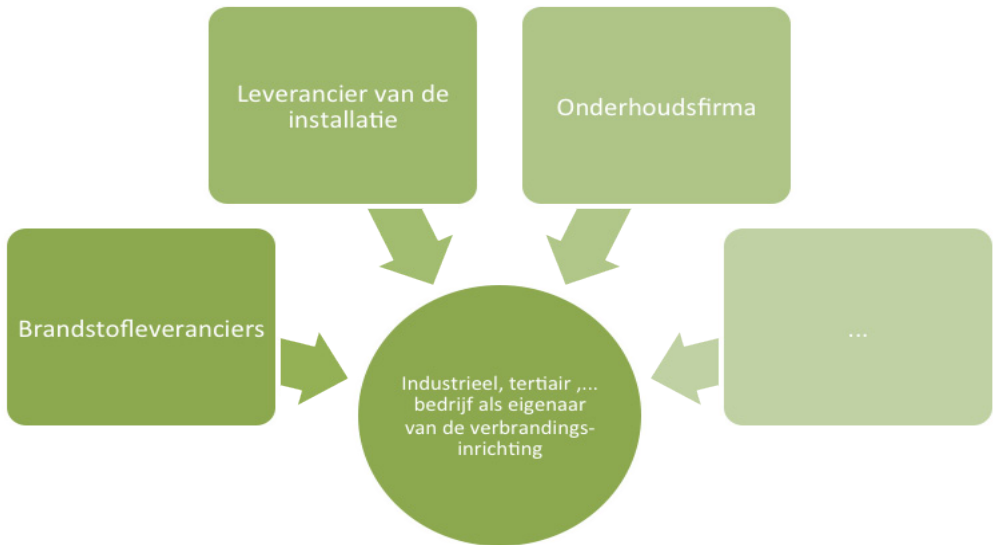 Leverancier van de
installatie
Onderhoudsfirma
Brandstofleveranciers
...
Industrieel, tertiair ,...
bedrijf als eigenaar
van de verbrandings-
inrichting